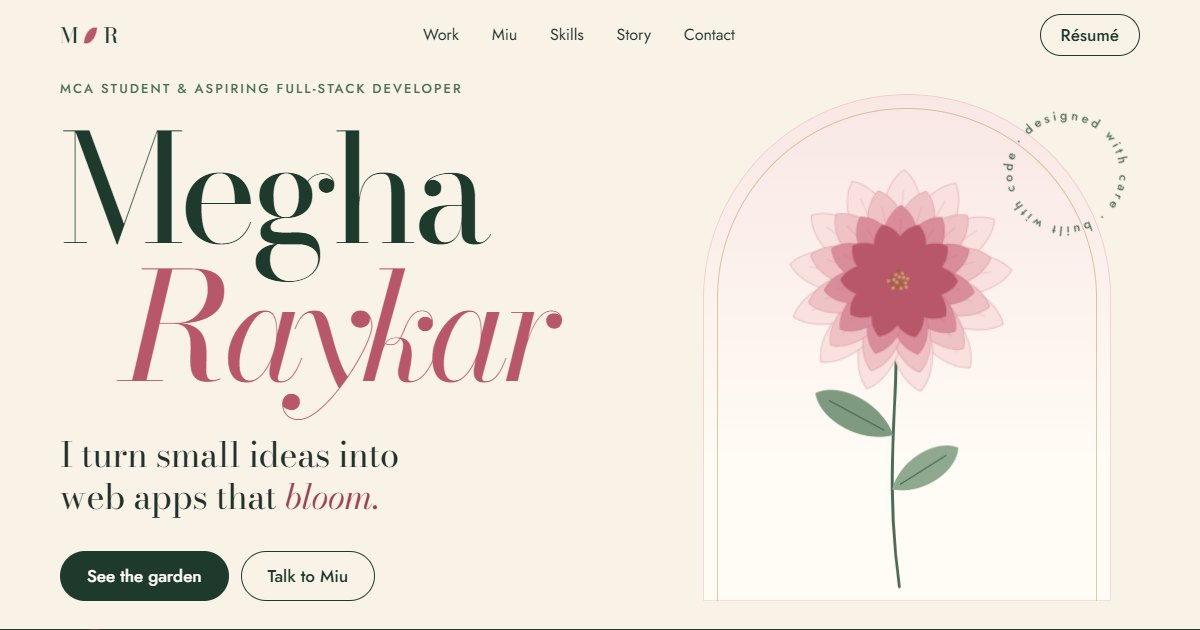 M R
Work
Miu
Skills
Story
Contact
Résumé
MCA STUDENT & ASPIRING FULL-STACK DEVELOPER
Megha
Raykar
designed with care · built with code ·
I turn small ideas into
web apps that bloom.
See the garden
Talk to Miu